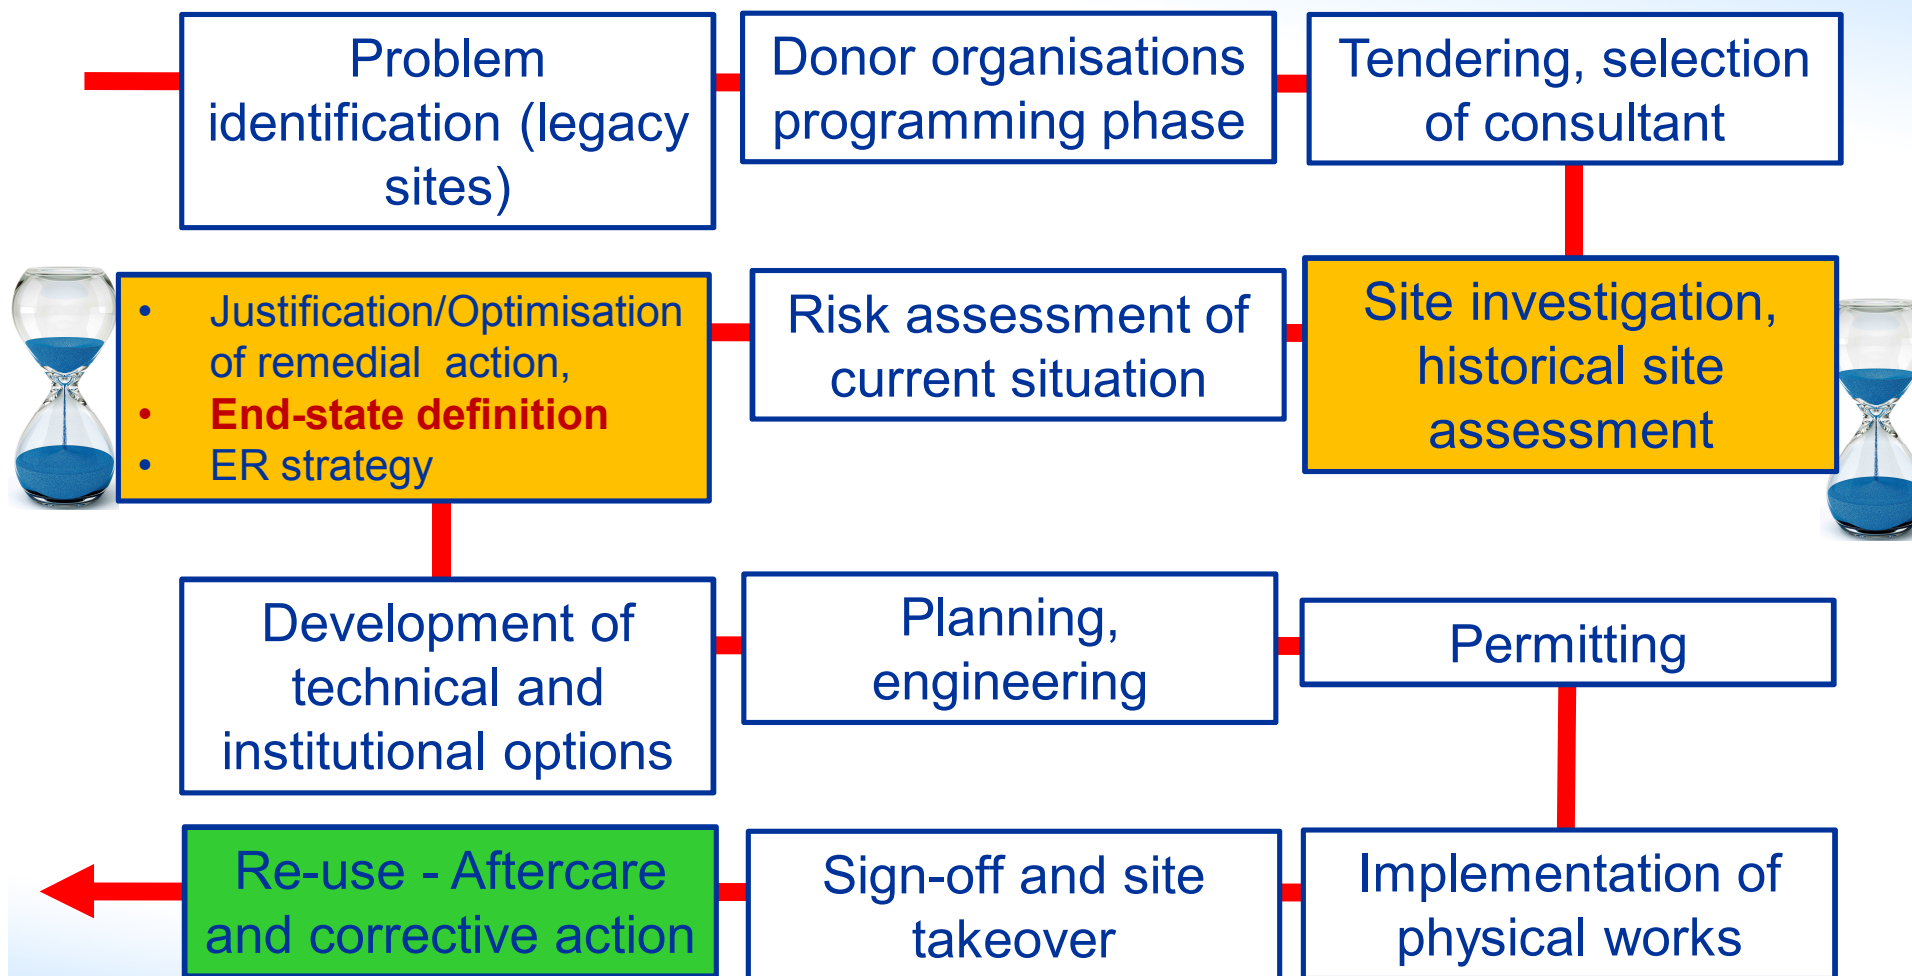 Problem
identification (legacy
sites)
Donor organisations
programming phase
Tendering, selection
of consultant
• Justification/Optimisation
of remedial action,
• End-state definition
• ER strategy
Risk assessment of
current situation
Site investigation,
historical site
assessment
Development of
technical and
institutional options
Planning,
engineering
Permitting
Re-use - Aftercare
and corrective action
Sign-off and site
takeover
Implementation of
physical works